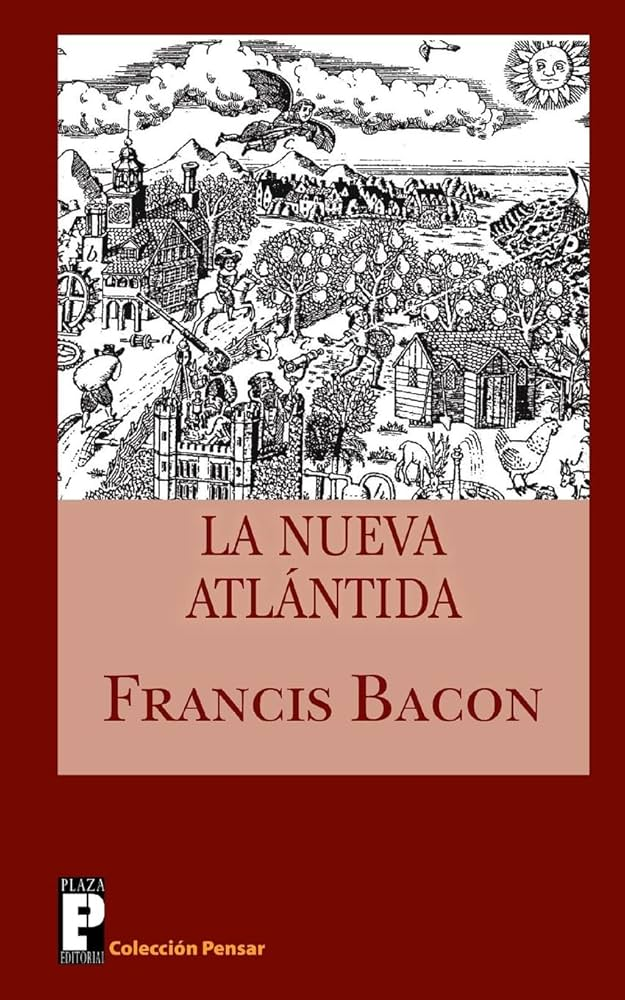 LA NUEVA
ATLÁNTIDA
FRANCIS BACON
PLAZA
P
EDITORIAL
Colección Pensar